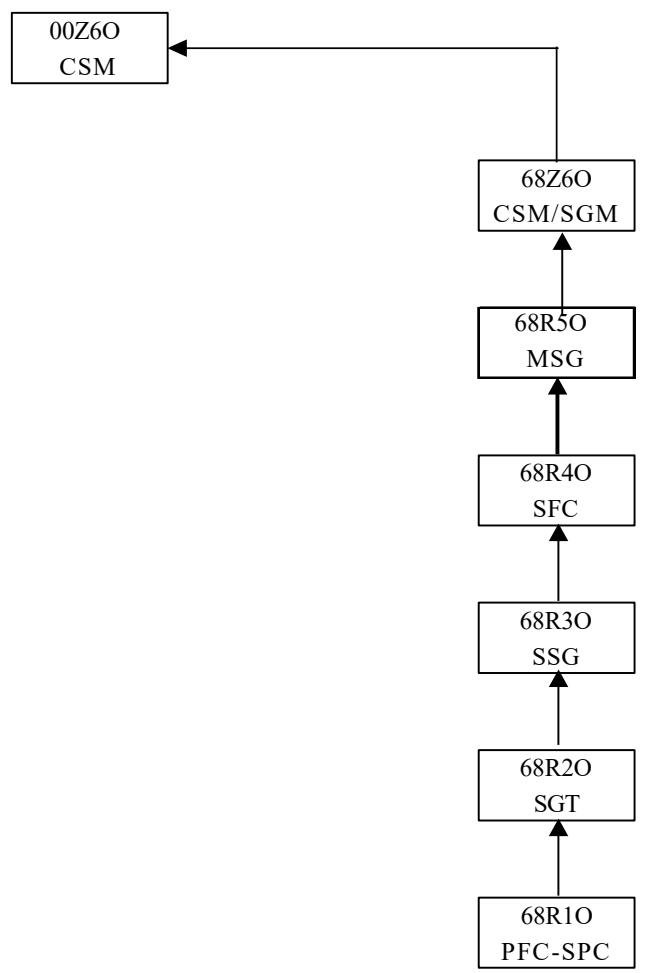 00Z6O
CSM
68Z6O
CSM/SGM
68R5O
MSG
68R4O
SFC
68R3O
SSG
68R2O
SGT
68R1O
PFC-SPC